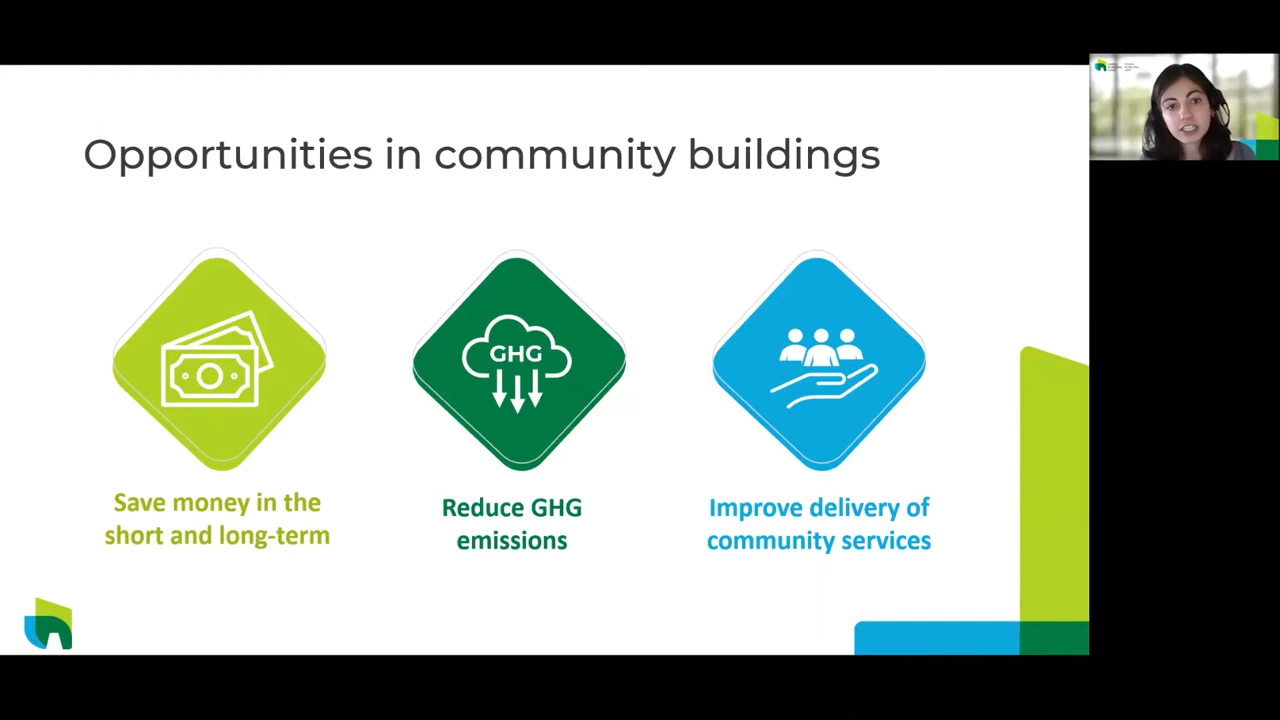 Opportunities in community buildings
GHG
Save money in the
short and long-term
Reduce GHG
emissions
Improve delivery of
community services